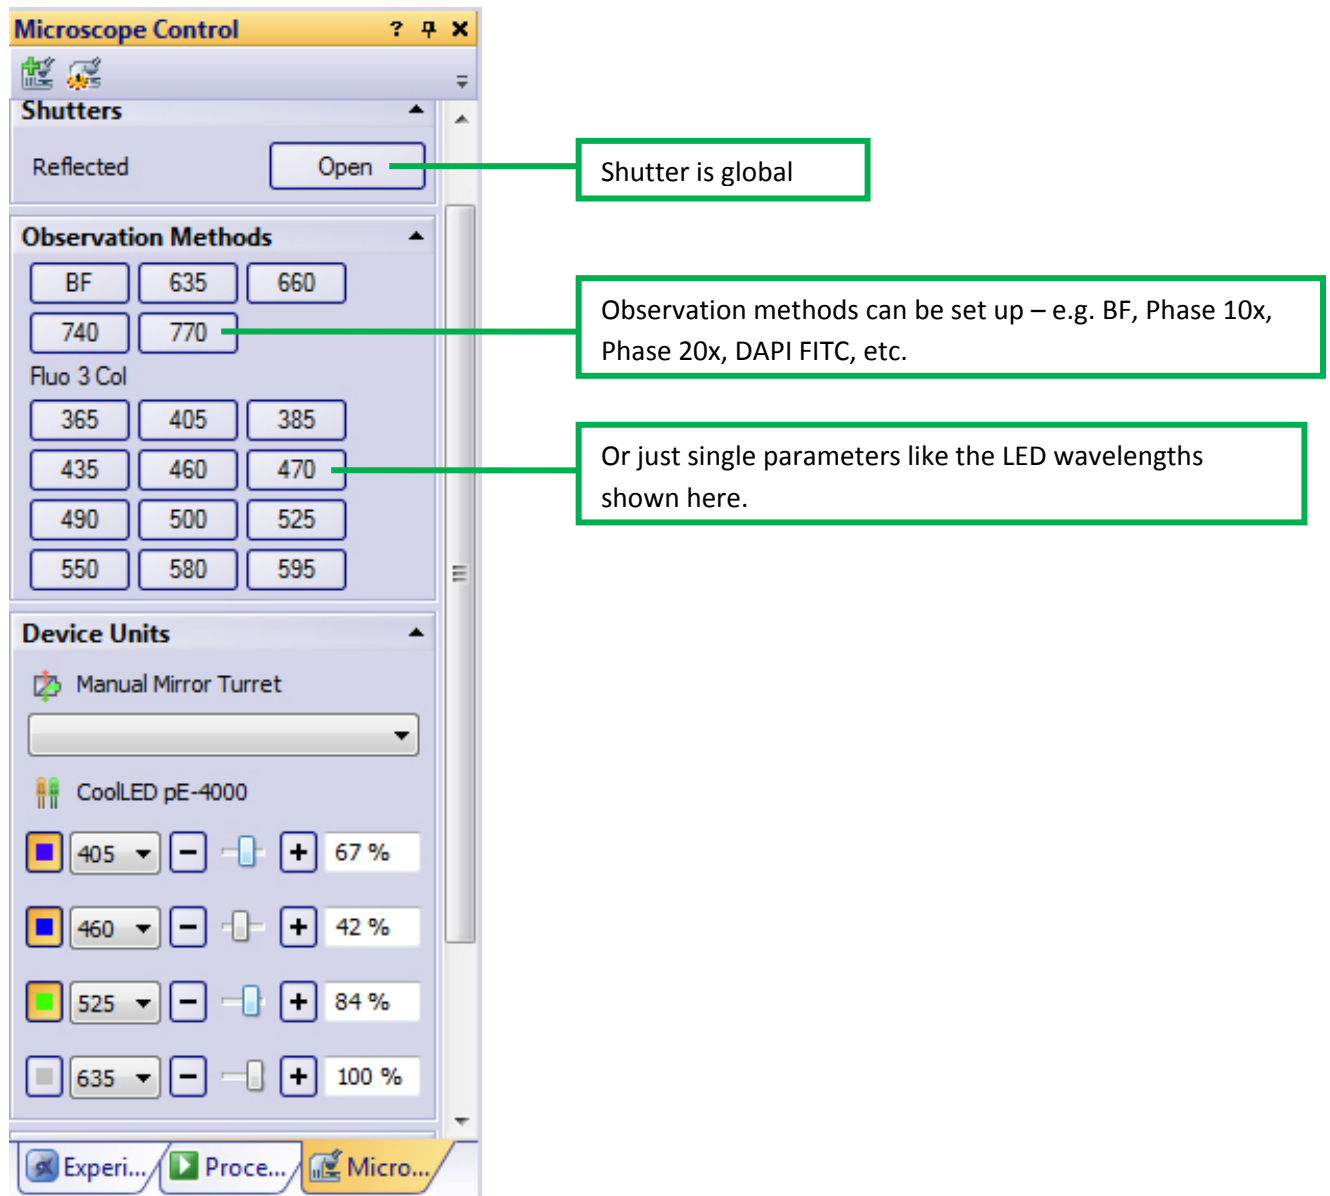 Microscope Control ?
Shutters
Reflected Open
Shutter is global
Observation Methods
BF 635 660
740 770
Observation methods can be set up – e.g. BF, Phase 10x,
Phase 20x, DAPI FITC, etc.
Fluo 3 Col
365 405 385
435 460 470
490 500 525
550 580 595
Or just single parameters like the LED wavelengths
shown here.
Device Units
Manual Mirror Turret
CoolLED pE-4000
405 − + 67 %
460 − + 42 %
525 − + 84 %
635 − + 100 %
Experi... Proce... Micro...